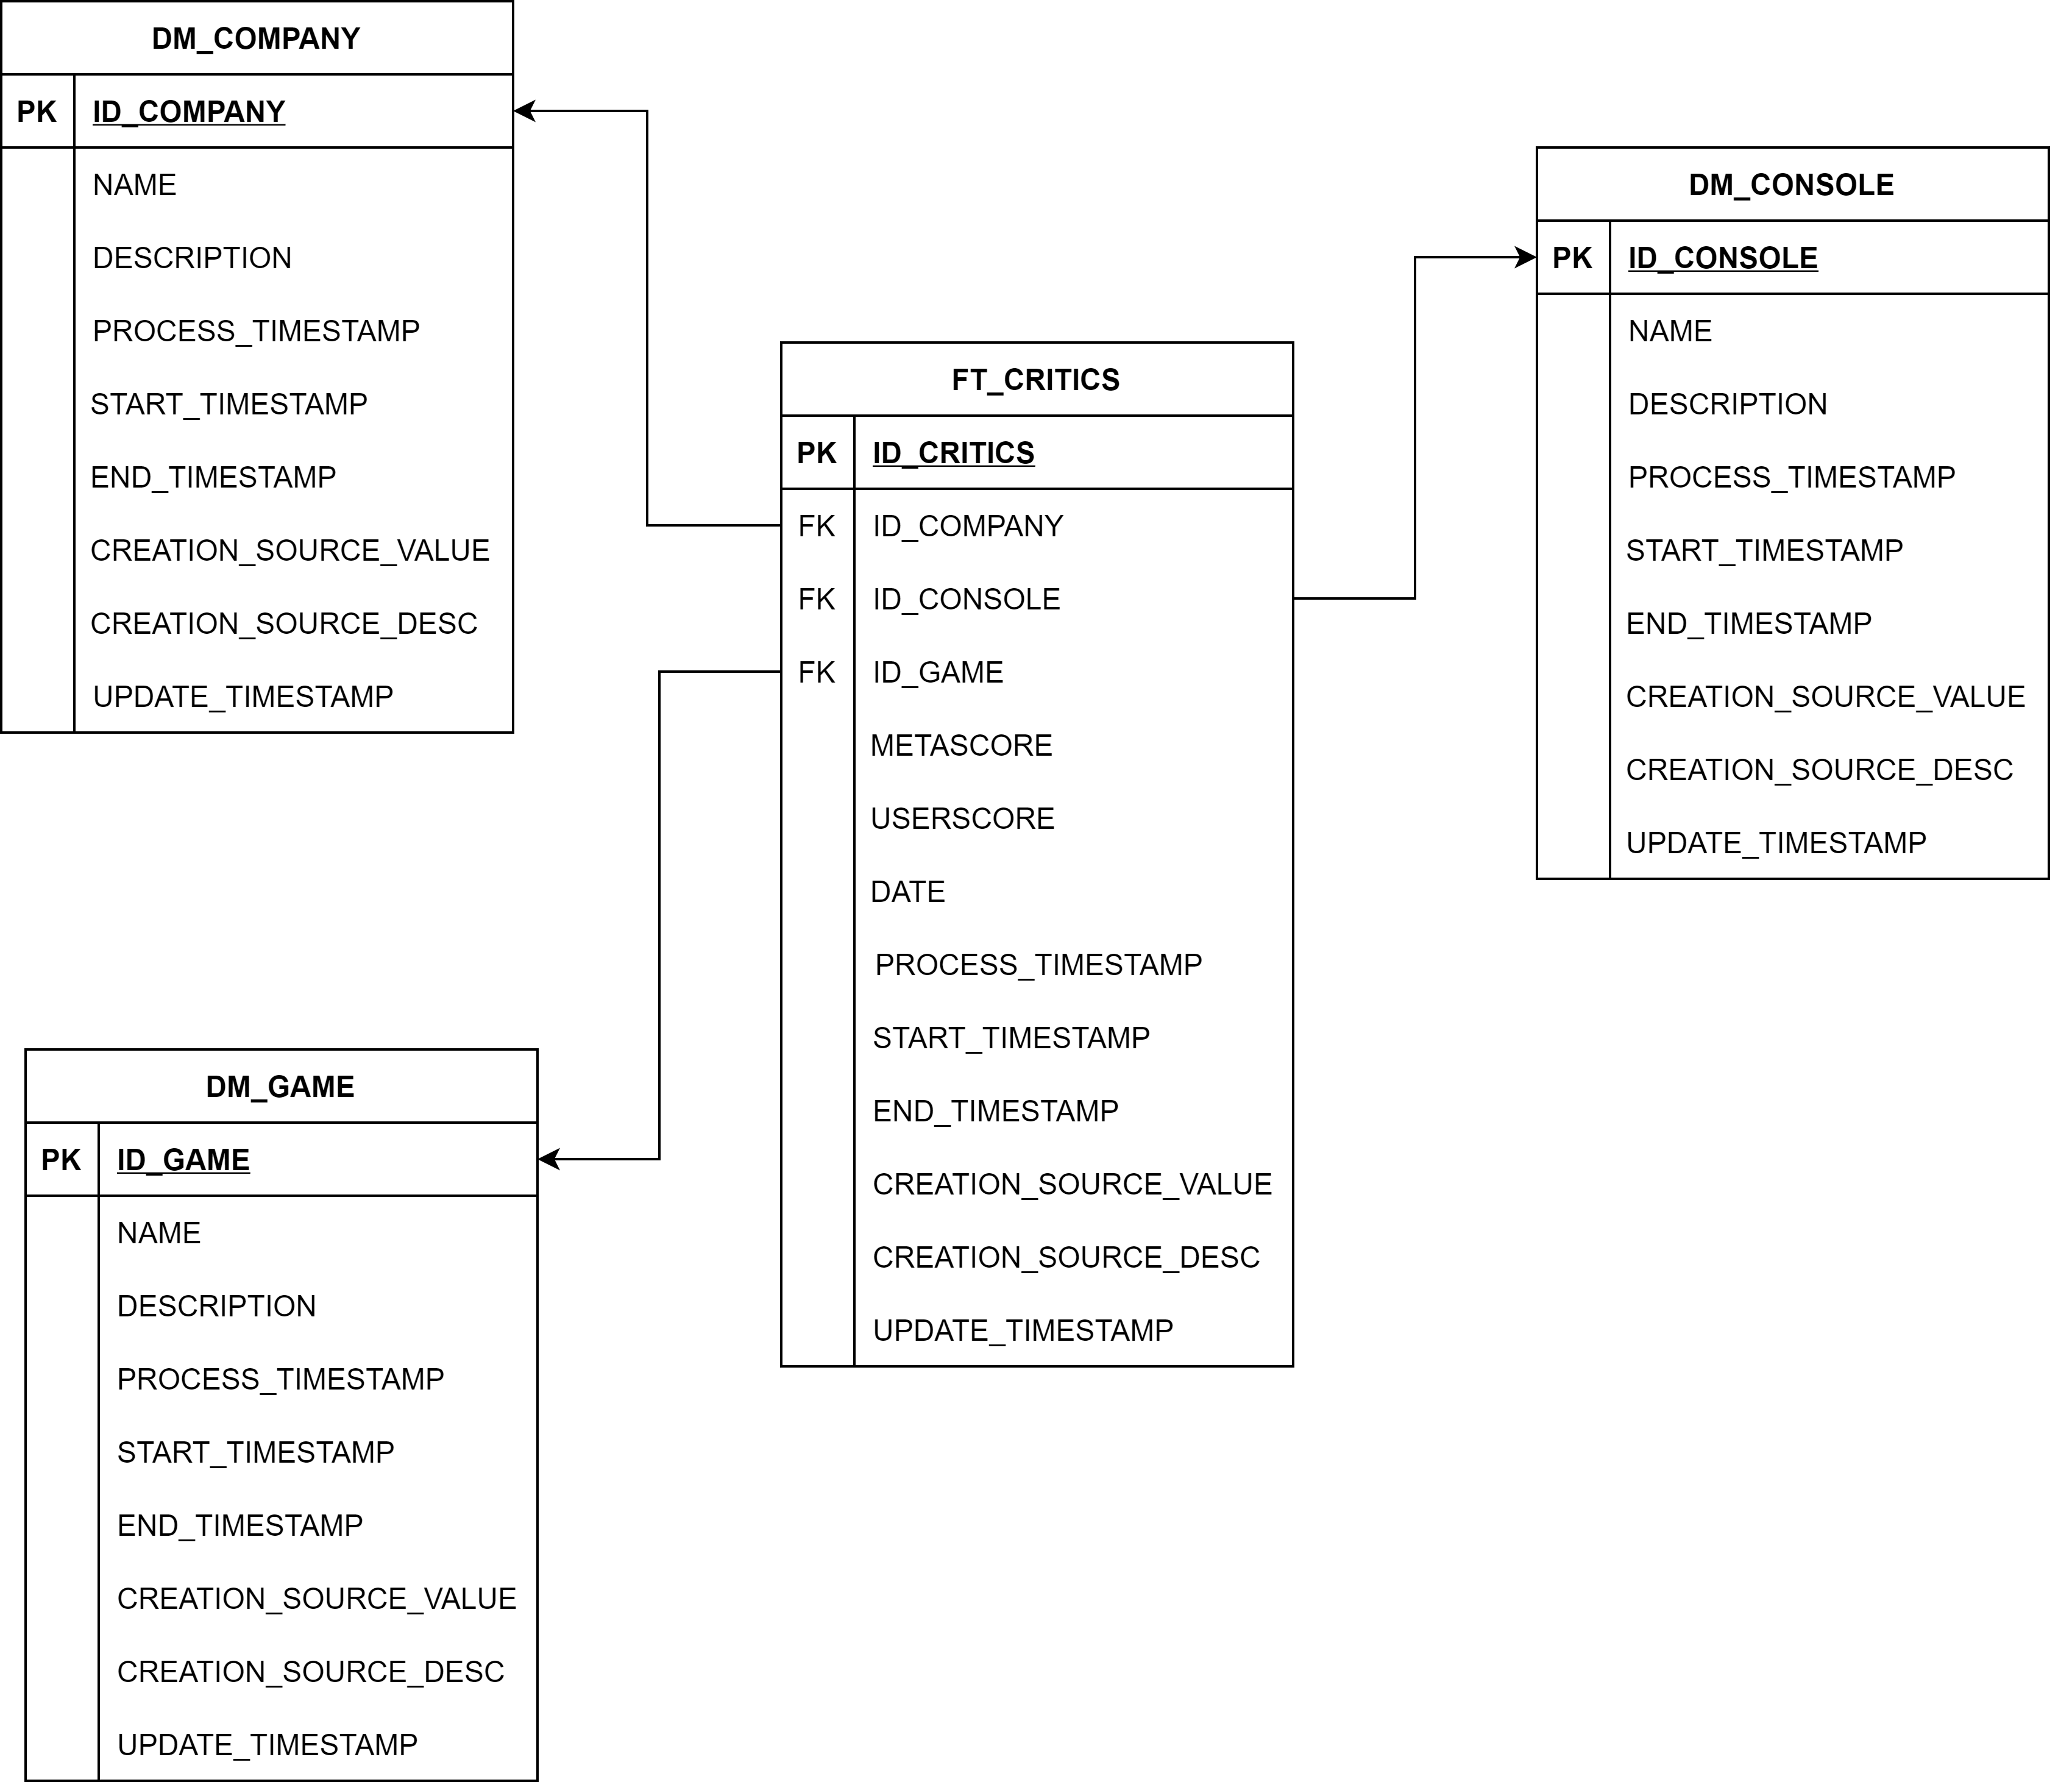 DM_COMPANY
PK ID_COMPANY
NAME
DESCRIPTION
PROCESS_TIMESTAMP
START_TIMESTAMP
END_TIMESTAMP
CREATION_SOURCE_VALUE
CREATION_SOURCE_DESC
UPDATE_TIMESTAMP
DM_CONSOLE
PK ID_CONSOLE
NAME
DESCRIPTION
PROCESS_TIMESTAMP
START_TIMESTAMP
END_TIMESTAMP
CREATION_SOURCE_VALUE
CREATION_SOURCE_DESC
UPDATE_TIMESTAMP
FT_CRITICS
PK ID_CRITICS
FK ID_COMPANY
FK ID_CONSOLE
FK ID_GAME
METASCORE
USERSCORE
DATE
PROCESS_TIMESTAMP
START_TIMESTAMP
END_TIMESTAMP
CREATION_SOURCE_VALUE
CREATION_SOURCE_DESC
UPDATE_TIMESTAMP
DM_GAME
PK ID_GAME
NAME
DESCRIPTION
PROCESS_TIMESTAMP
START_TIMESTAMP
END_TIMESTAMP
CREATION_SOURCE_VALUE
CREATION_SOURCE_DESC
UPDATE_TIMESTAMP